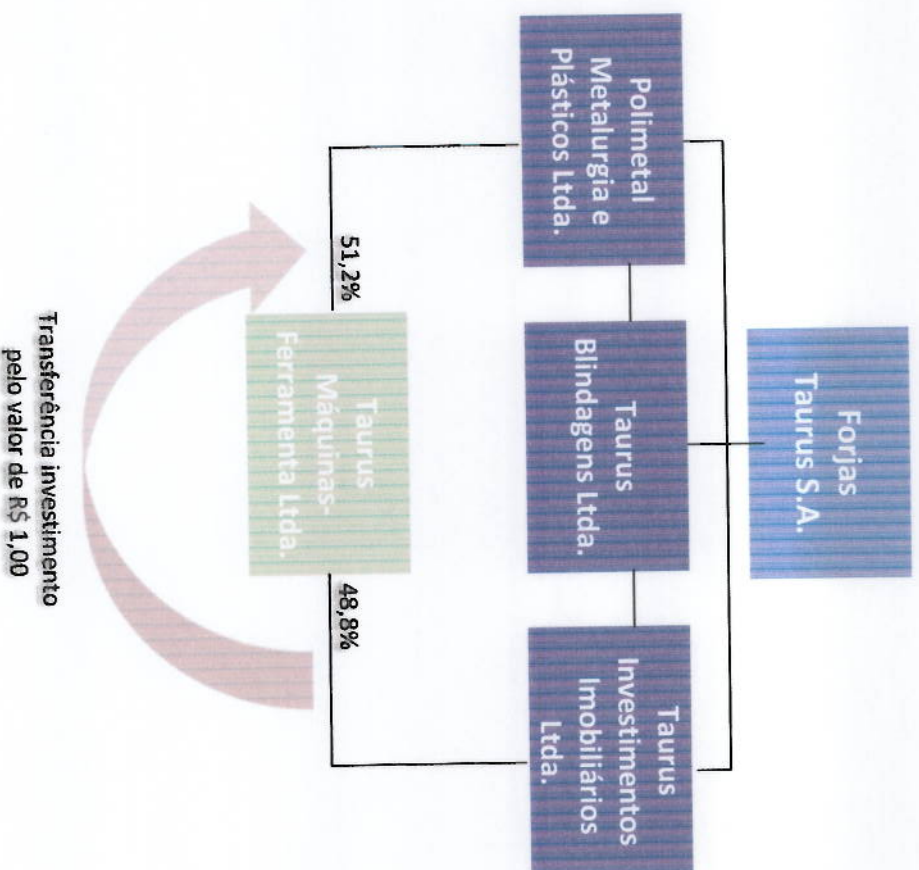 Forjas
Taurus S.A.
Polimetal
Metalurgia e
Plásticos Ltda.
Taurus
Blindagens Ltda.
Taurus
Investimentos
Imobiliários
Ltda.
51,2%
48,8%
Taurus
Máquinas-
Ferramenta Ltda.
Transferência investimento
pelo valor de R$ 1,00